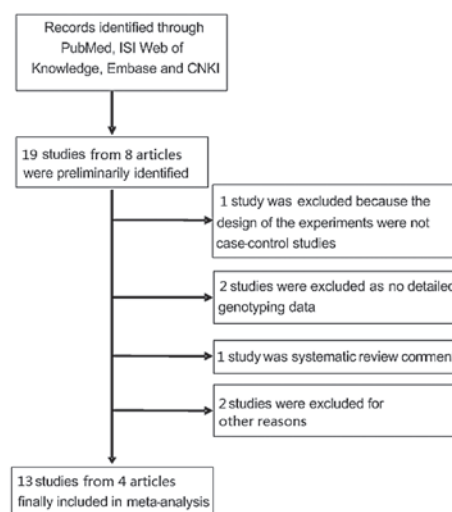 Records identified through
PubMed, ISI Web of
Knowledge, Embase and CNKI
19 studies from 8 articles
were preliminarily identified
1 study was excluded because the
design of the experiments were not
case-control studies
2 studies were excluded as no detailed
genotyping data
1 study was systematic review commen
2 studies were excluded for
other reasons
13 studies from 4 articles
finally included in meta-analysis